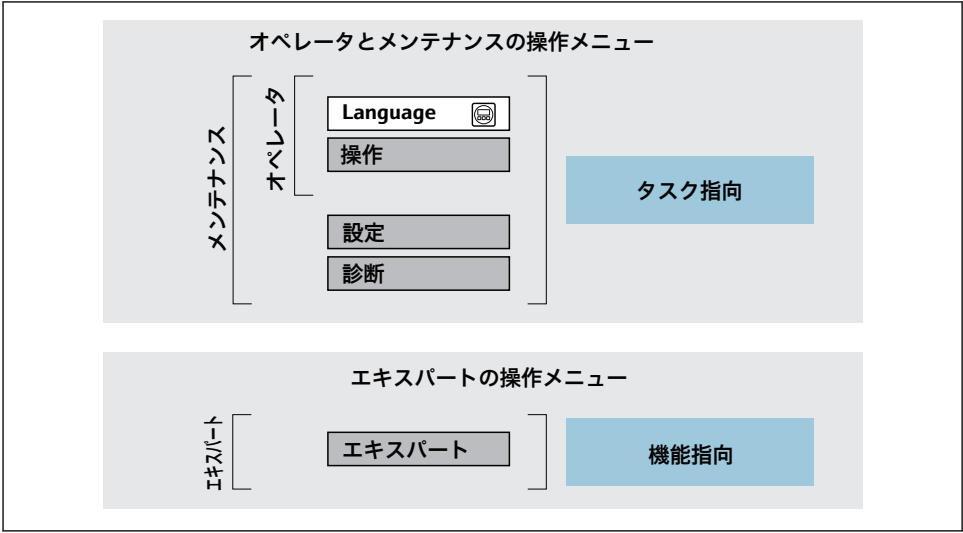 オペレータとメンテナンスの操作メニュー
メンテナンス
オペレータ
Language
操作
設定
診断
タスク指向
エキスパートの操作メニュー
エキスパート
エキスパート
機能指向